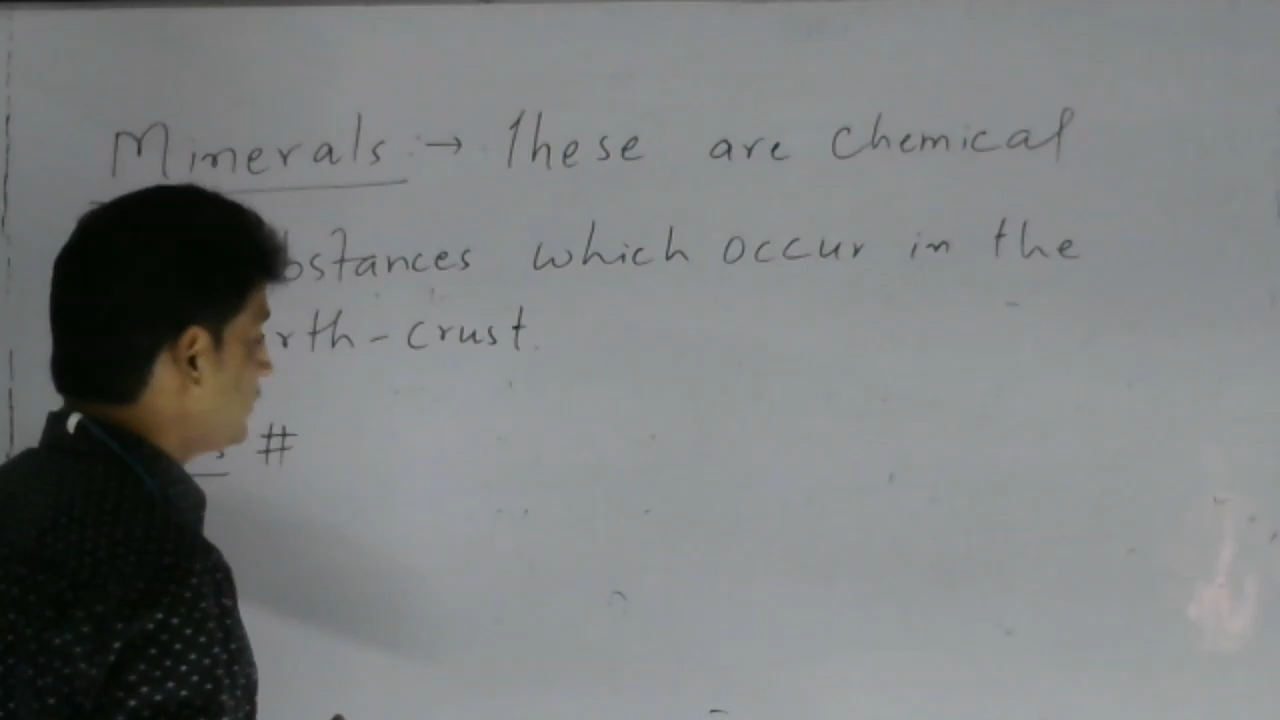 Minerals :→ These are Chemical
bstances which occur in the
rth-crust.
s #